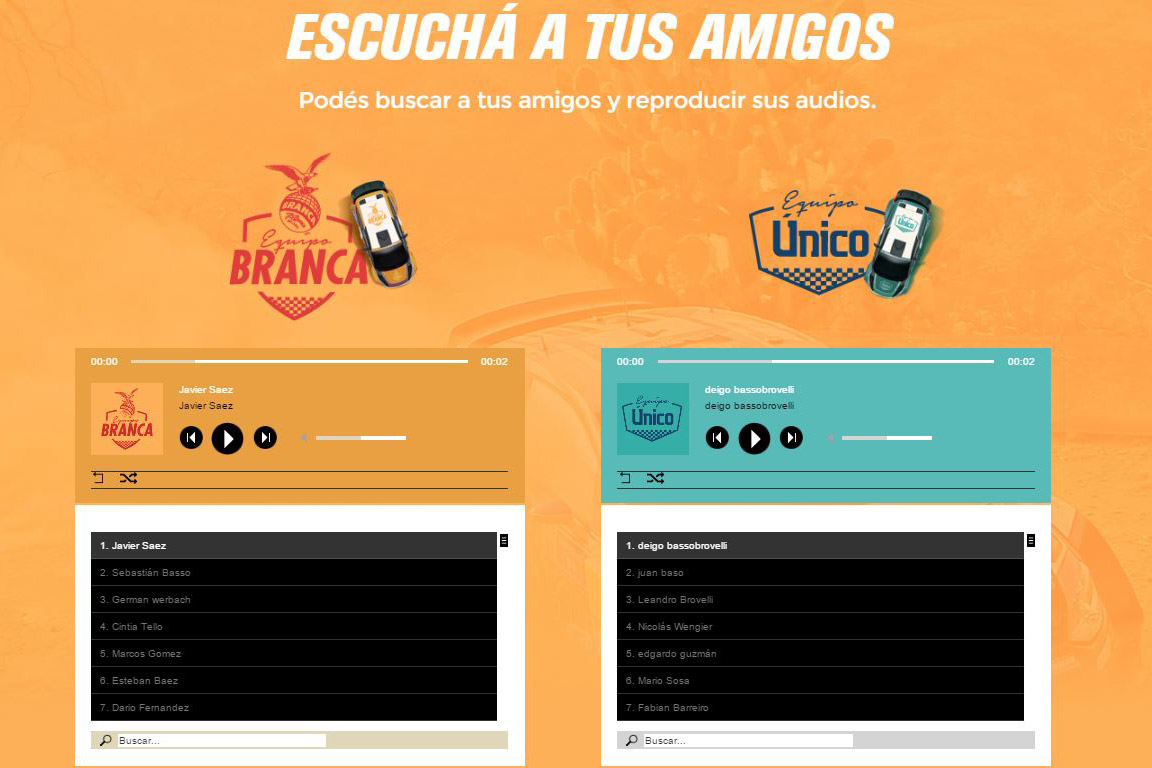 ESCUCHÁ A TUS AMIGOS
Podés buscar a tus amigos y reproducir sus audios.
BRANCA
Equipo
BRANCA
BRANCA
Equipo
Único
Único
00:00
00:02
Javier Saez
Javier Saez
Equipo
BRANCA
1. Javier Saez
2. Sebastián Basso
3. German werbach
4. Cintia Tello
5. Marcos Gomez
6. Esteban Baez
7. Dario Fernandez
Buscar...
00:00
00:02
deigo bassobrovelli
deigo bassobrovelli
Equipo
Único
1. deigo bassobrovelli
2. juan baso
3. Leandro Brovelli
4. Nicolás Wengier
5. edgardo guzmán
6. Mario Sosa
7. Fabian Barreiro
Buscar...